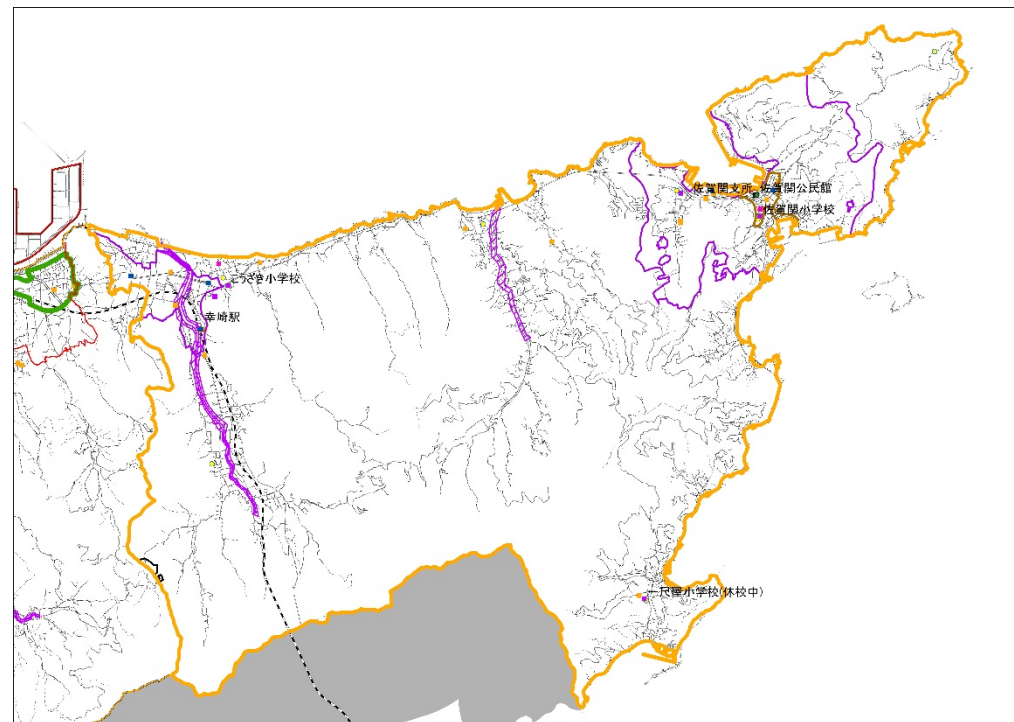 佐賀関支所
佐賀関公民館
佐賀関小学校
こうざき小学校
幸崎駅
一尺屋小学校(休校中)